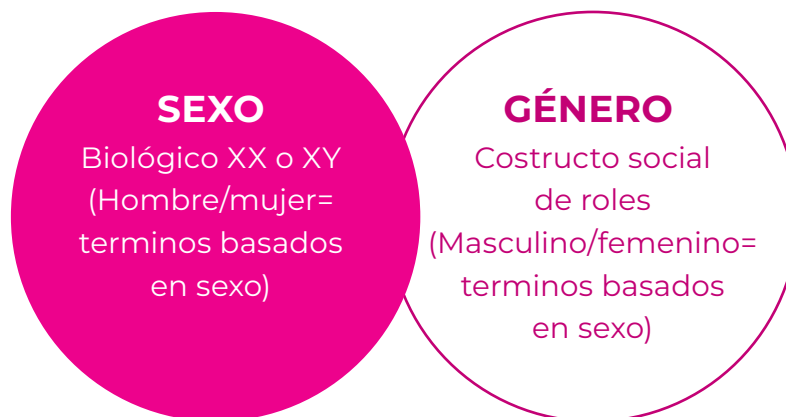 SEXO
Biológico XX o XY
(Hombre/mujer=
terminos basados
en sexo)
GÉNERO
Costructo social
de roles
(Masculino/femenino=
terminos basados
en sexo)